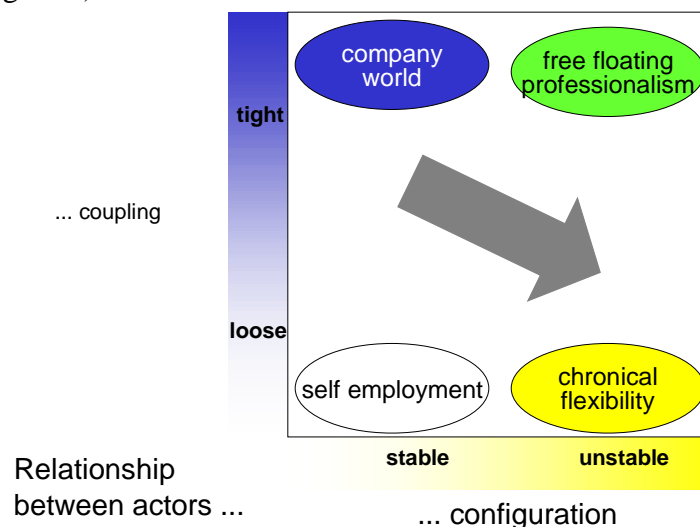 company
world
free floating
professionalism
tight
... coupling
loose
self employment
chronical
flexibility
stable
unstable
Relationship
between actors ...
... configuration